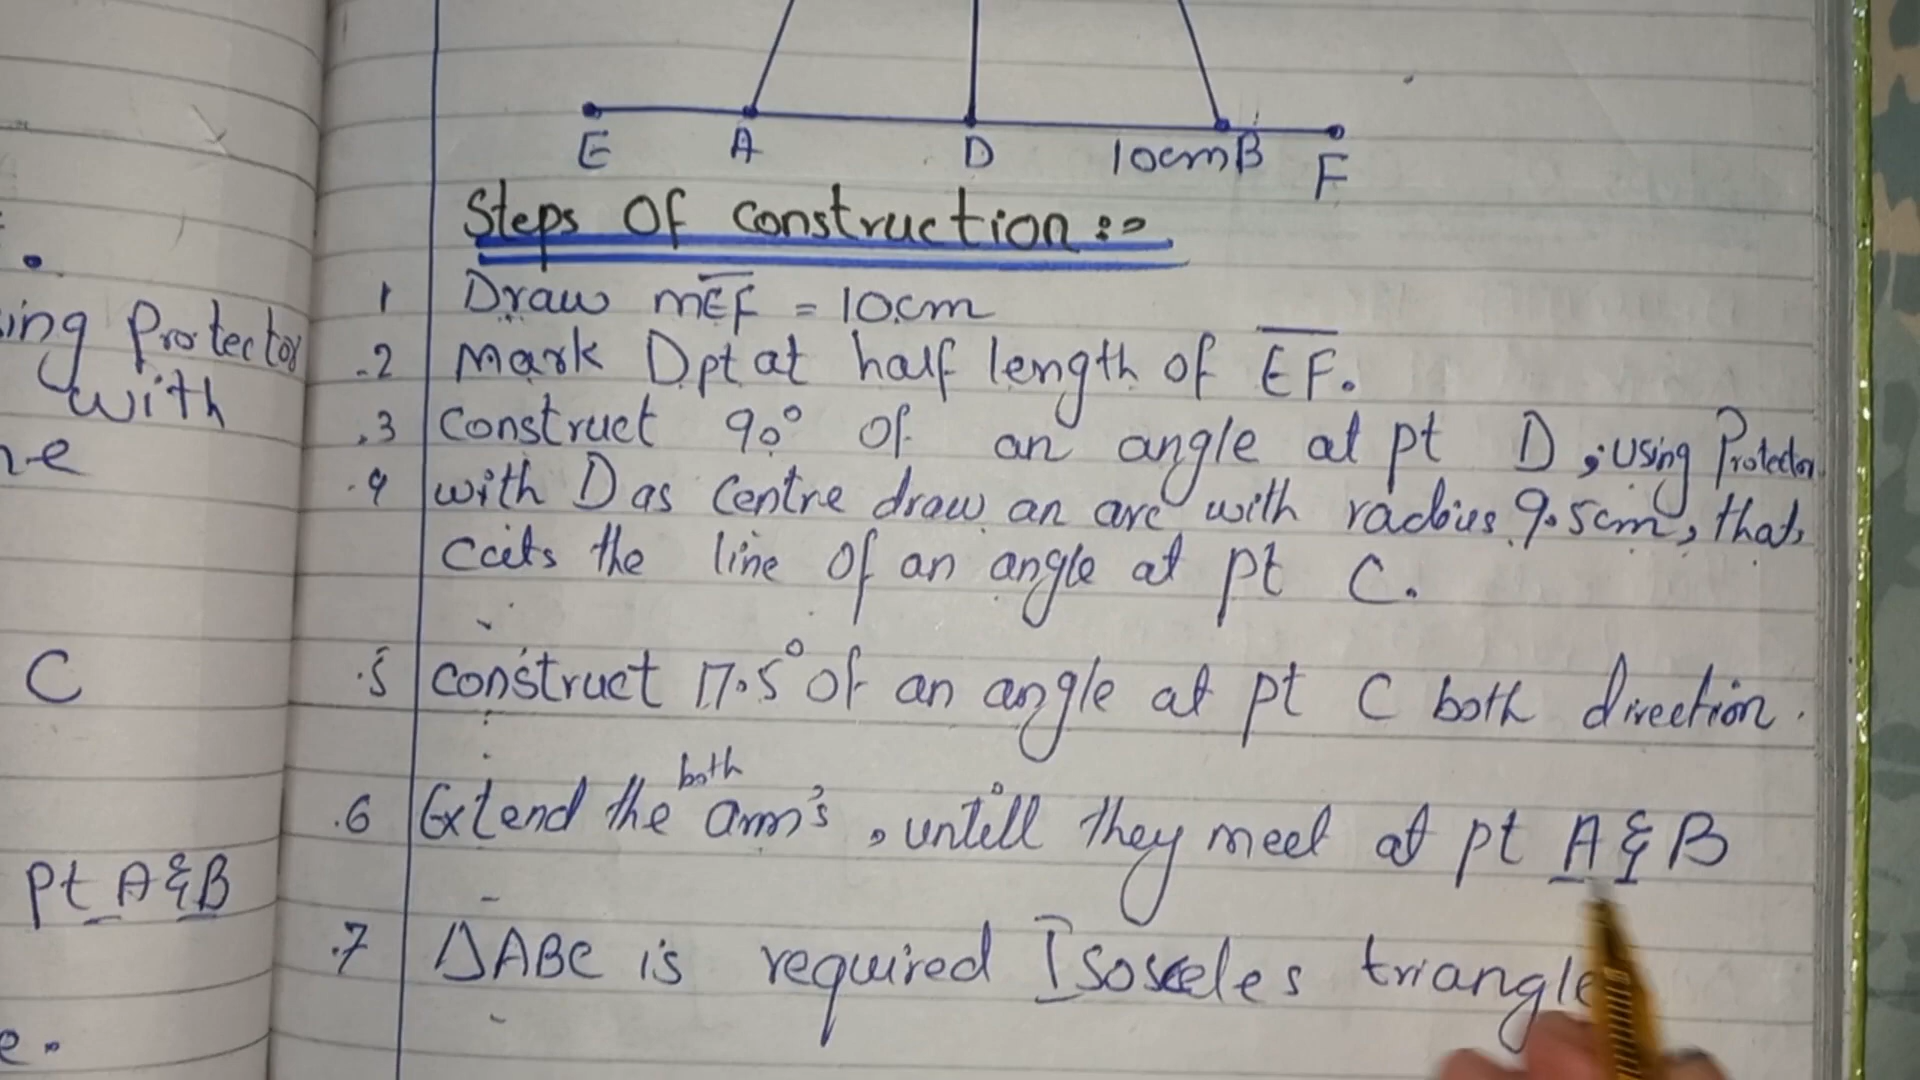 E A D 10cm B F
Steps Of construction :-
1 Draw mEF = 10cm
.2 Mark D pt at half length of EF.
.3 Construct 90° of an angle at pt D, using Protector
.4 with D as Centre draw an arc with radius 9.5cm, that
Cuts the line of an angle at pt C.
.5 construct 17.5° of an angle at pt C both direction.
both
.6 Extend the arm's, untill they meet at pt A & B
.7 ΔABC is required Isosceles triangle
ing Protector
with
C
pt A & B